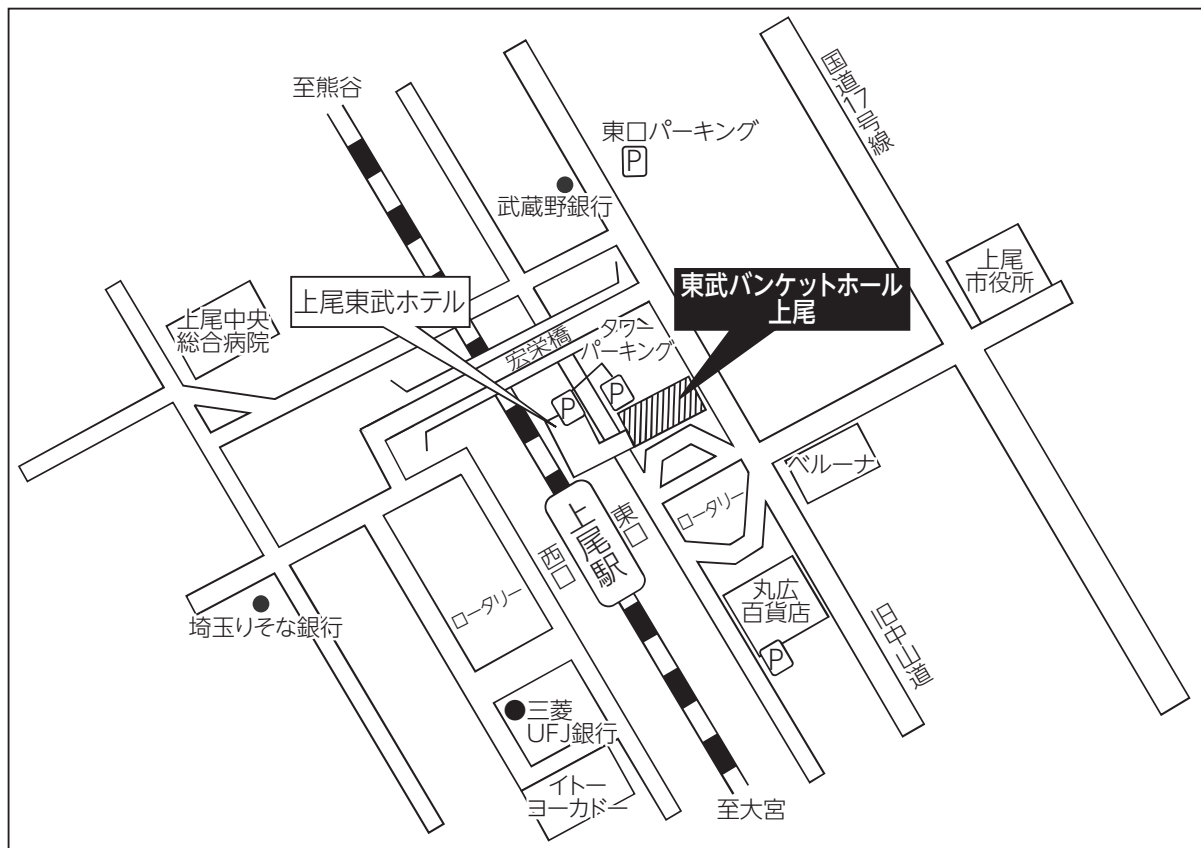 至熊谷
国道17号線
東口パーキング
P
武蔵野銀行
上尾
市役所
東武バンケットホール
上尾
上尾東武ホテル
上尾中央
総合病院
宏栄橋
タワー
パーキング
P
P
ベルーナ
ロータリー
東口
上尾駅
西口
丸広
百貨店
P
旧中山道
ロータリー
埼玉りそな銀行
三菱
UFJ銀行
イトー
ヨーカドー
至大宮